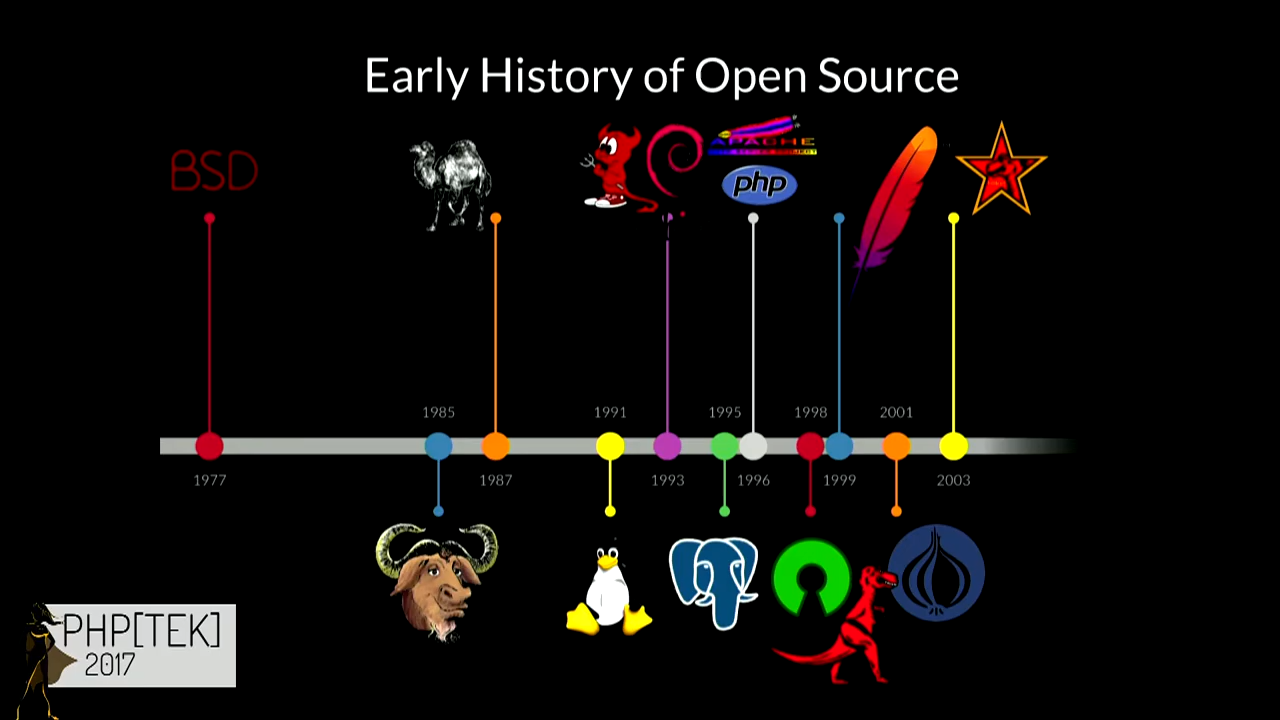 Early History of Open Source
BSD
APACHE
php
1985
1991
1995
1998
2001
1977
1987
1993
1996
1999
2003
PHP[TEK]
2017